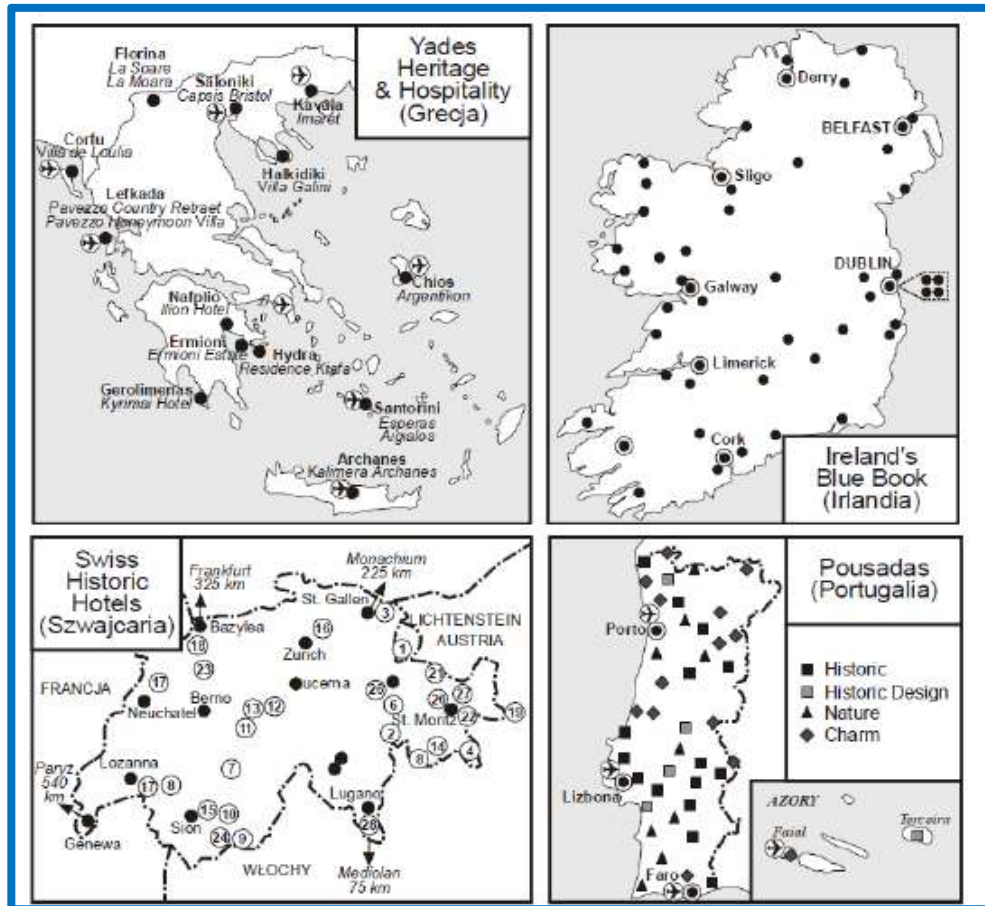 Yades
Heritage
& Hospitality
(Grecja)
Florina
La Soare
La Moara
Saloniki
Capsis Bristol
Kavala
Imaret
Corfu
Villa de Loulia
Halkidiki
Villa Galini
Lefkada
Pavezzo Country Retraet
Pavezzo Honeymoon Villa
Chios
Argentikon
Nafplio
Ilion Hotel
Ermioni
Ermioni Estate
Hydra
Residence Kiafa
Gerolimenas
Kyrimai Hotel
Santorini
Esperas
Aigialos
Archanes
Kalimera Archanes
Derry
BELFAST
Sligo
DUBLIN
Galway
Limerick
Cork
Ireland's
Blue Book
(Irlandia)
Swiss
Historic
Hotels
(Szwajcaria)
Frankfurt
325 km
Monachium
225 km
St. Gallen
3
LICHTENSTEIN
AUSTRIA
Bazylea
16
Zurich
18
1
23
21
FRANCJA
17
Berno
Lucerna
25
26
27
Neuchatel
13
12
6
St. Moritz
22
19
11
2
14
4
8
Lozanna
7
Paryz
540
km
17
8
Lugano
15
10
Sion
28
Genewa
24
9
WŁOCHY
Mediolan
75 km
Pousadas
(Portugalia)
Porto
Historic
Historic Design
Nature
Charm
Lizbona
AZORY
Faial
Terceira
Faro